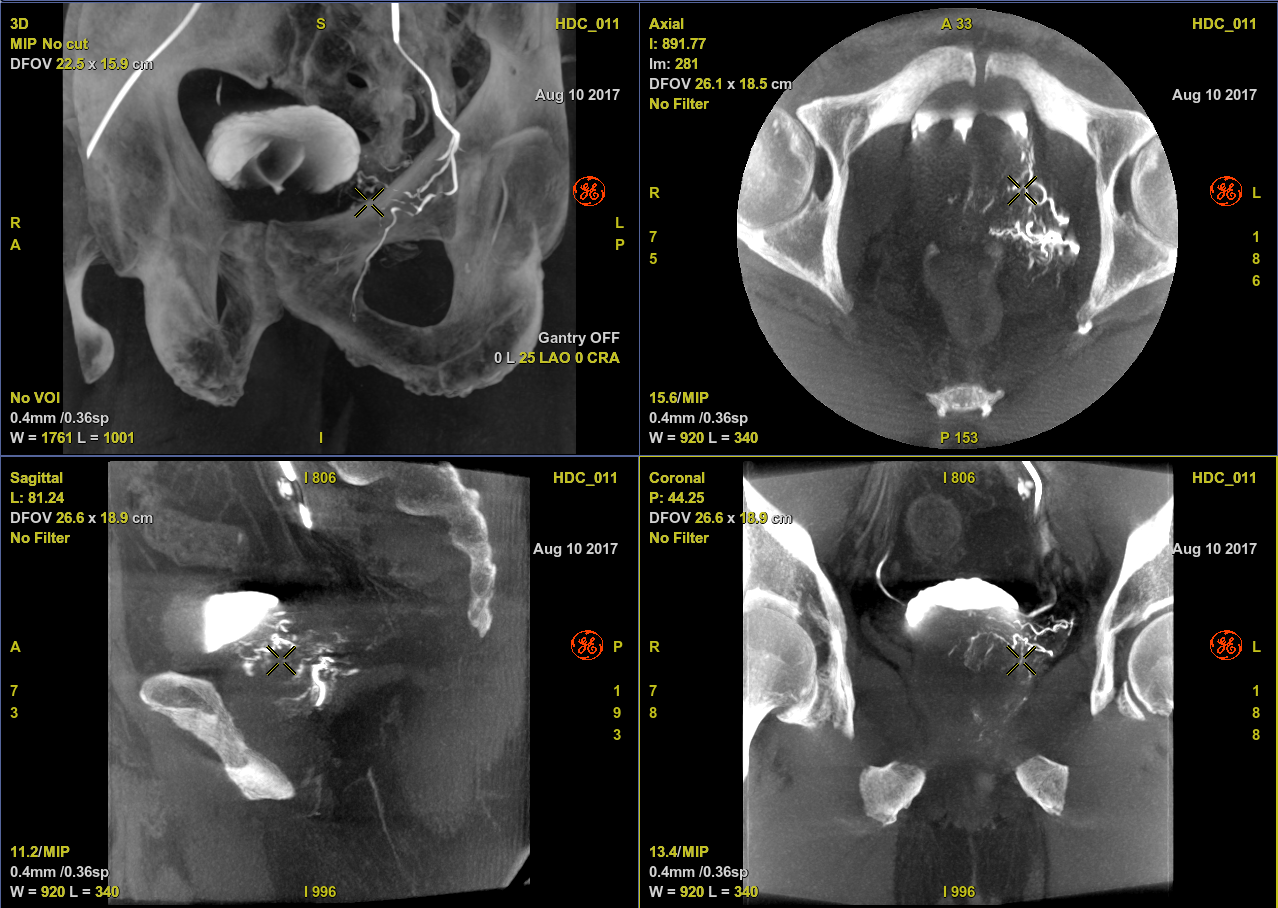 3D
MIP No cut
DFOV 22.5 x 15.9 cm
S
HDC_011
Aug 10 2017
R
A
L
P
Gantry OFF
0 L 25 LAO 0 CRA
No VOI
0.4mm /0.36sp
W = 1761 L = 1001
I
Axial
I: 891.77
Im: 281
DFOV 26.1 x 18.5 cm
No Filter
A 33
HDC_011
Aug 10 2017
R
7
5
GE
L
1
8
6
15.6/MIP
0.4mm /0.36sp
W = 920 L = 340
P 153
Sagittal
L: 81.24
DFOV 26.6 x 18.9 cm
No Filter
I 806
HDC_011
Aug 10 2017
A
7
3
GE
P
1
9
3
11.2/MIP
0.4mm /0.36sp
W = 920 L = 340
I 996
Coronal
P: 44.25
DFOV 26.6 x 18.9 cm
No Filter
I 806
HDC_011
Aug 10 2017
R
7
8
GE
L
1
8
8
13.4/MIP
0.4mm /0.36sp
W = 920 L = 340
I 996